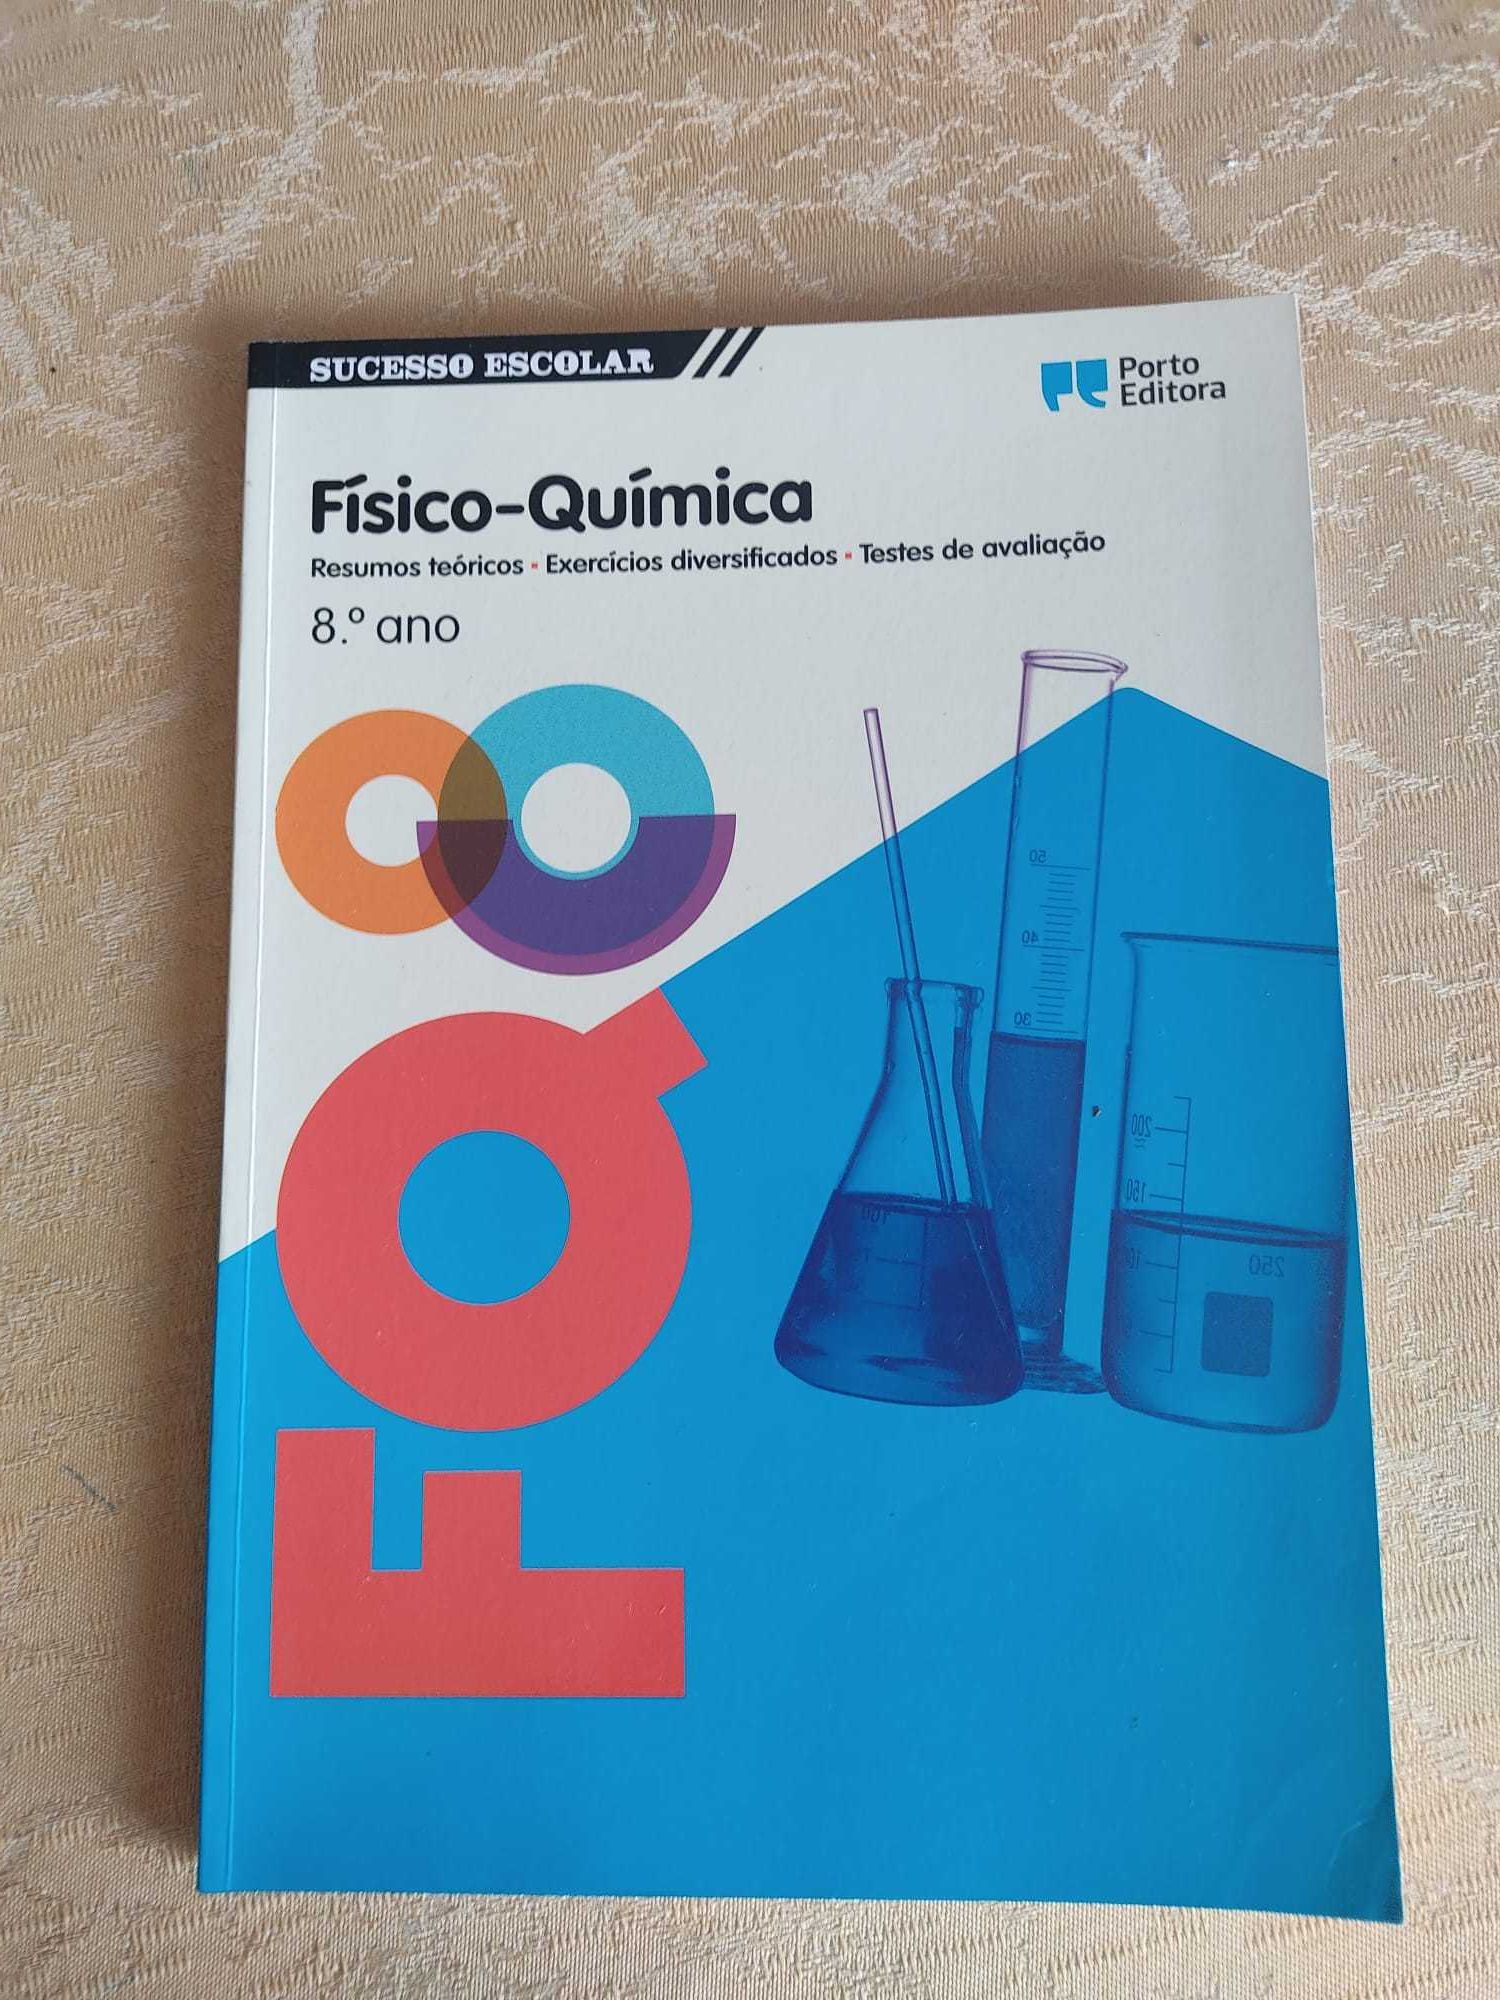 SUCESSO ESCOLAR
Porto
Editora
Físico-Química
Resumos teóricos • Exercícios diversificados • Testes de avaliação
8.º ano
FQ8
50
40
30
200
150
250